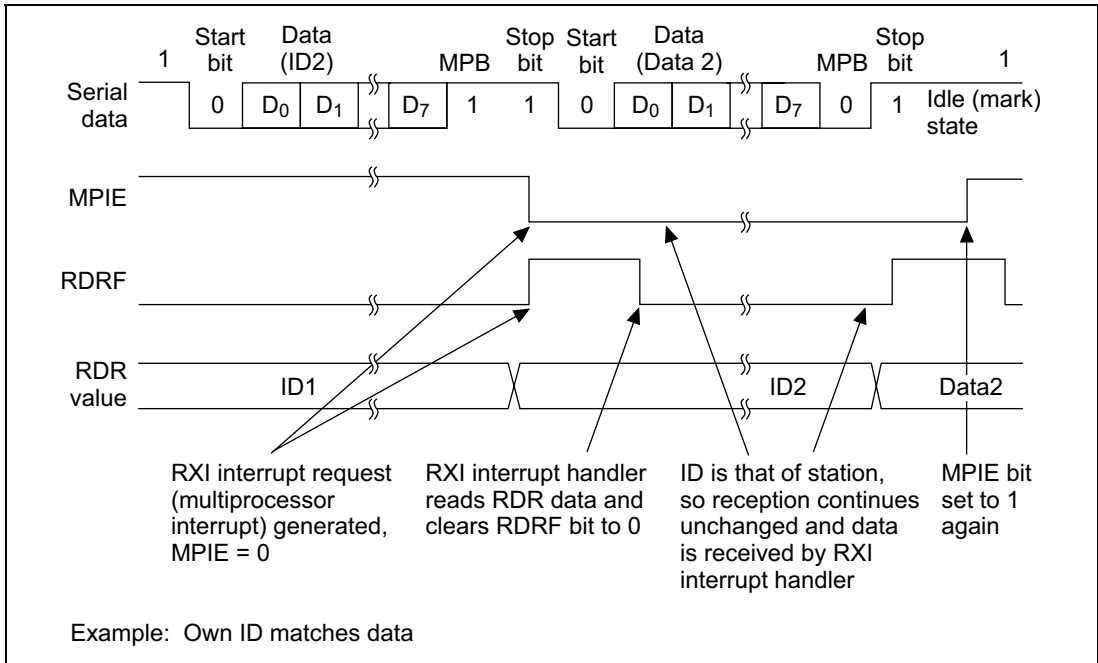 Start Data Stop Start Data Stop
1 bit (ID2) MPB bit bit (Data 2) MPB bit 1
Serial data 0 D0 D1 D7 1 1 0 D0 D1 D7 0 1 Idle (mark) state
MPIE
RDRF
RDR value ID1 ID2 Data2
RXI interrupt request
(multiprocessor
interrupt) generated,
MPIE = 0
RXI interrupt handler
reads RDR data and
clears RDRF bit to 0
ID is that of station,
so reception continues
unchanged and data
is received by RXI
interrupt handler
MPIE bit
set to 1
again
Example: Own ID matches data